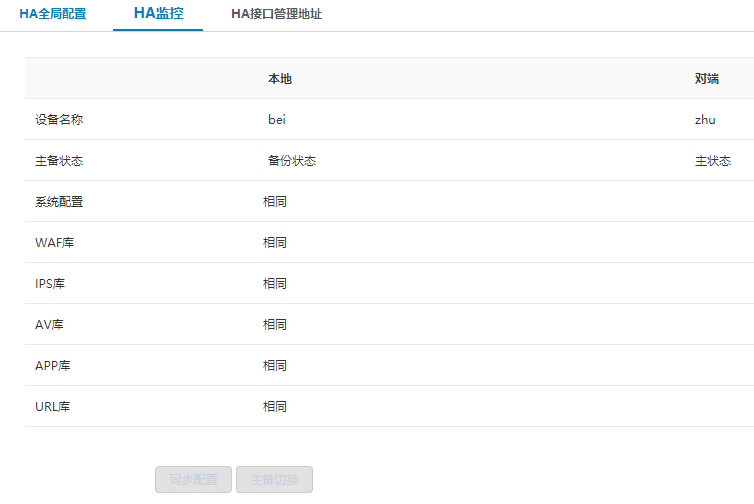 HA全局配置 HA监控 HA接口管理地址
本地 对端
设备名称 bei zhu
主备状态 备份状态 主状态
系统配置 相同
WAF库 相同
IPS库 相同
AV库 相同
APP库 相同
URL库 相同
同步配置 主备切换